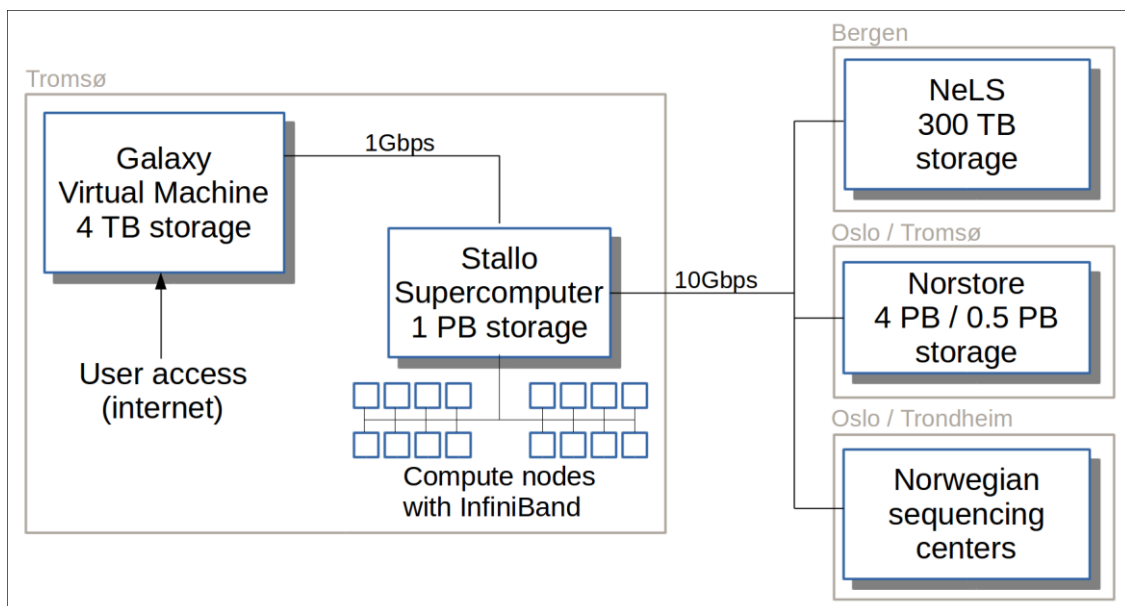 Tromsø
Galaxy
Virtual Machine
4 TB storage
User access
(internet)
1Gbps
Stallo
Supercomputer
1 PB storage
Compute nodes
with InfiniBand
10Gbps
Bergen
NeLS
300 TB
storage
Oslo / Tromsø
Norstore
4 PB / 0.5 PB
storage
Oslo / Trondheim
Norwegian
sequencing
centers